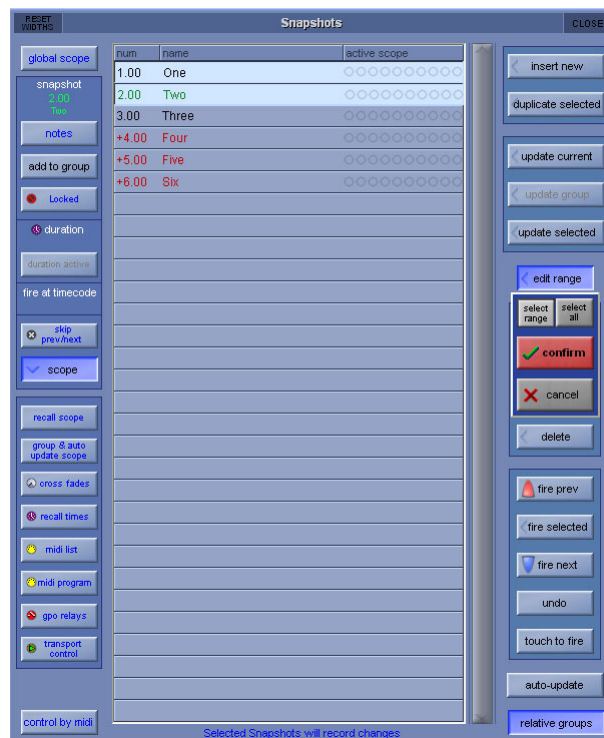 RESET
WIDTHS
Snapshots
CLOSE
global scope
snapshot
2.00
Two
notes
add to group
Locked
duration
duration active
fire at timecode
skip
prev/next
scope
recall scope
group & auto
update scope
cross fades
recall times
midi list
midi program
gpo relays
transport
control
control by midi
num name active scope
1.00 One
2.00 Two
3.00 Three
+4.00 Four
+5.00 Five
+6.00 Six
Selected Snapshots will record changes
insert new
duplicate selected
update current
update group
update selected
edit range
select
range
select
all
confirm
cancel
delete
fire prev
fire selected
fire next
undo
touch to fire
auto-update
relative groups